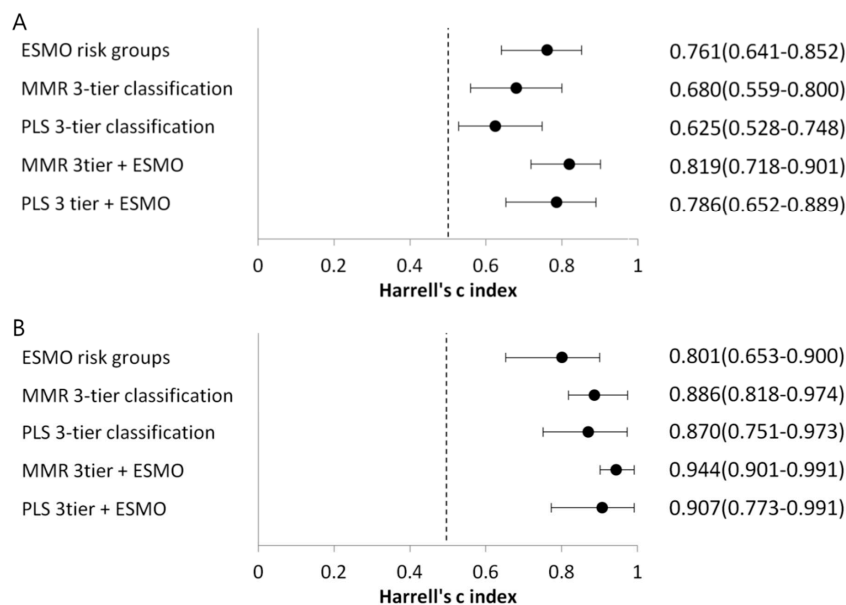 A
ESMO risk groups 0.761(0.641-0.852)
MMR 3-tier classification 0.680(0.559-0.800)
PLS 3-tier classification 0.625(0.528-0.748)
MMR 3tier + ESMO 0.819(0.718-0.901)
PLS 3 tier + ESMO 0.786(0.652-0.889)
0 0.2 0.4 0.6 0.8 1
Harrell's c index
B
ESMO risk groups 0.801(0.653-0.900)
MMR 3-tier classification 0.886(0.818-0.974)
PLS 3-tier classification 0.870(0.751-0.973)
MMR 3tier + ESMO 0.944(0.901-0.991)
PLS 3tier + ESMO 0.907(0.773-0.991)
0 0.2 0.4 0.6 0.8 1
Harrell's c index